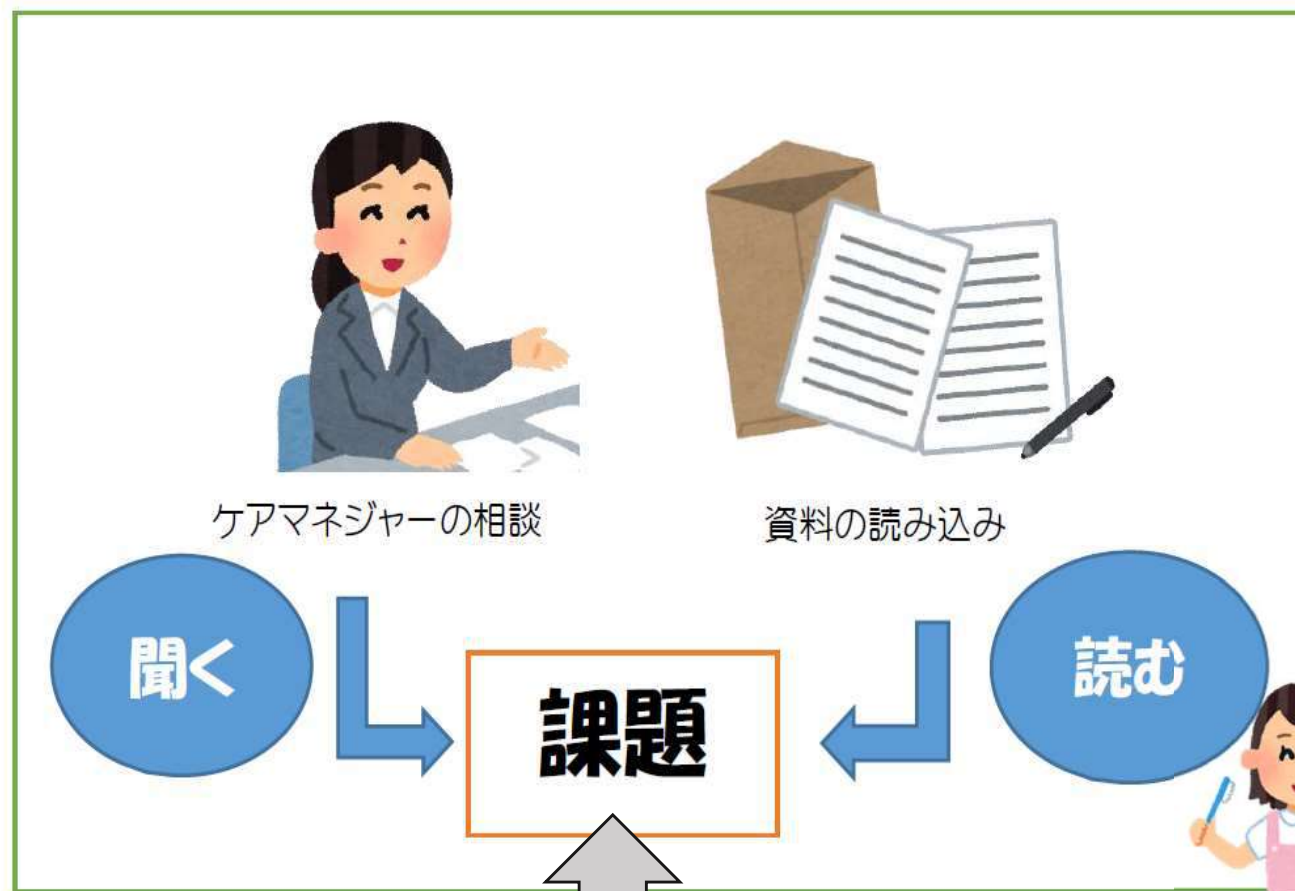 ケアマネジャーの相談
資料の読み込み
聞く
読む
課題